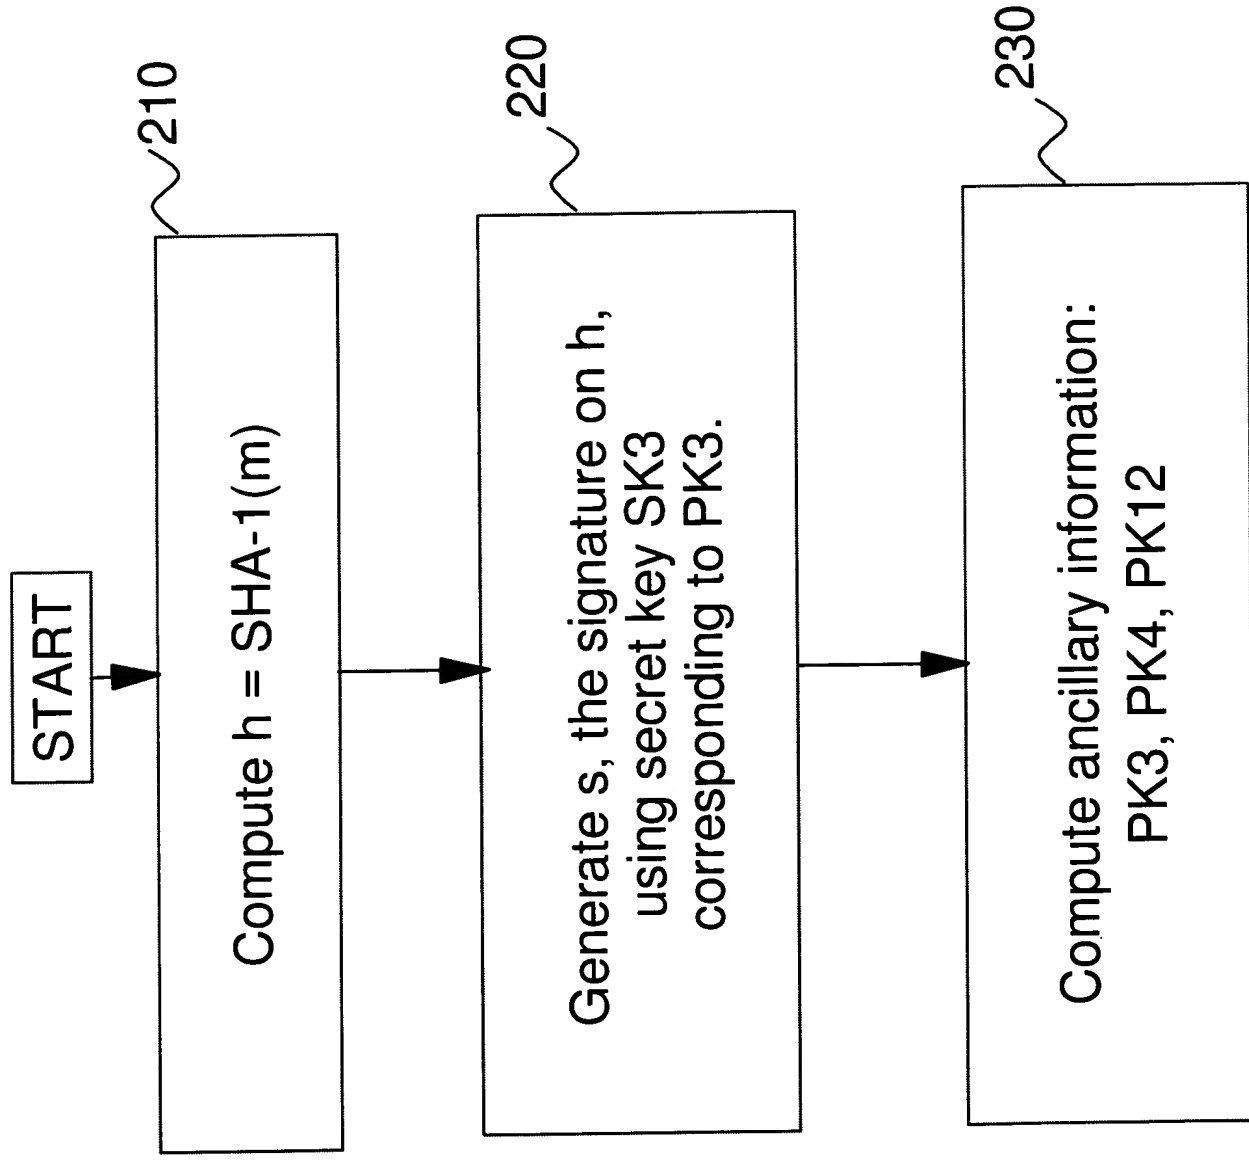 START
210
Compute h = SHA-1(m)
220
Generate s, the signature on h,
using secret key SK3
corresponding to PK3.
230
Compute ancillary information:
PK3, PK4, PK12